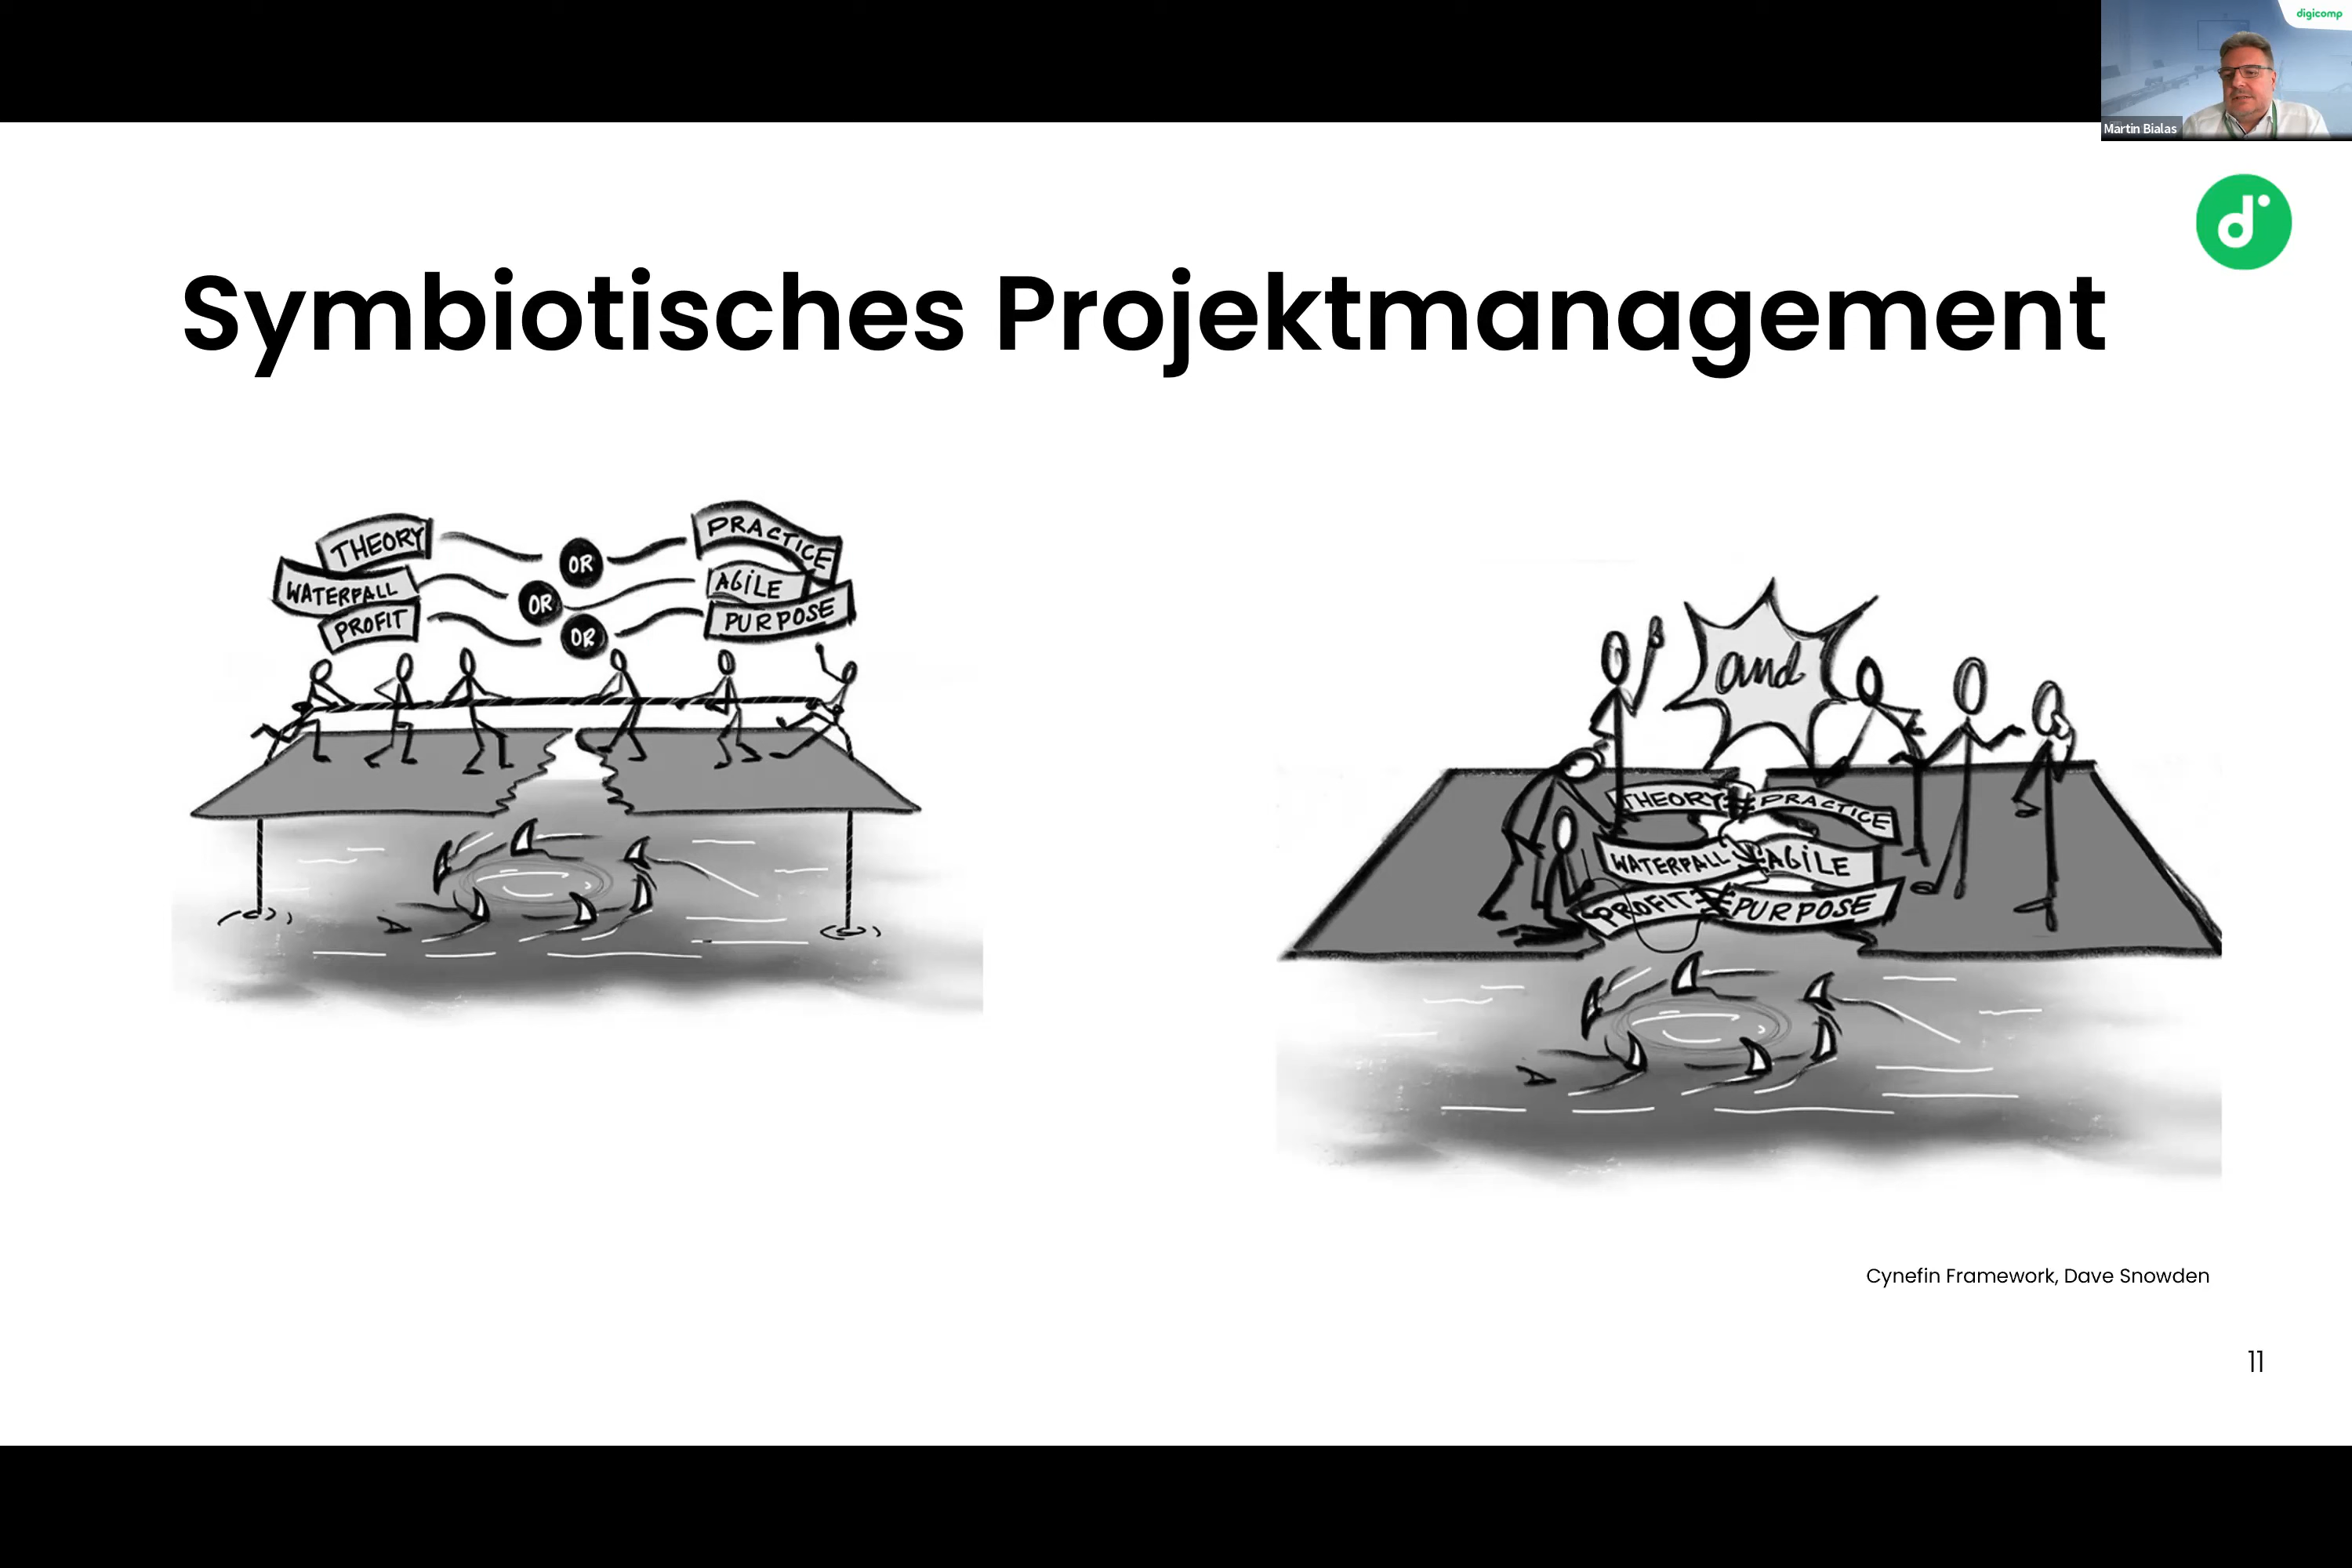 digicomp
Martin Bialas
d
Symbiotisches Projektmanagement
THEORY OR PRACTICE
WATERFALL OR AGILE
PROFIT OR PURPOSE
and
THEORY PRACTICE
WATERFALL AGILE
PROFIT PURPOSE
Cynefin Framework, Dave Snowden
11